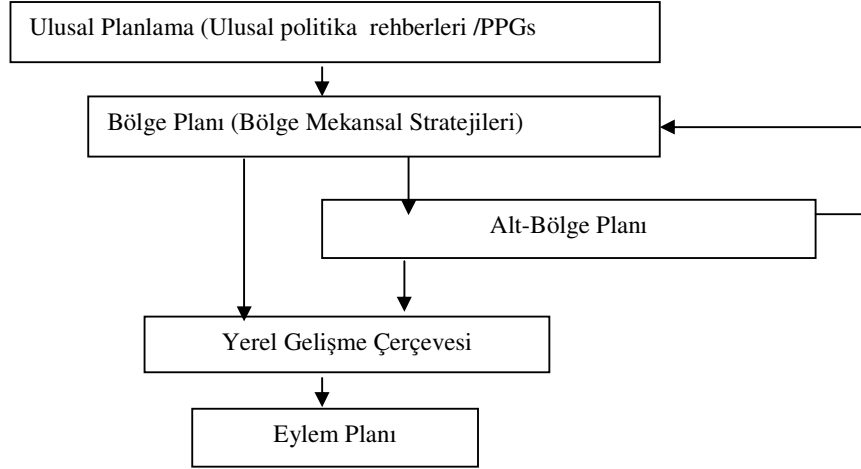 Ulusal Planlama (Ulusal politika rehberleri /PPGs
Bölge Planı (Bölge Mekansal Stratejileri)
Alt-Bölge Planı
Yerel Gelişme Çerçevesi
Eylem Planı